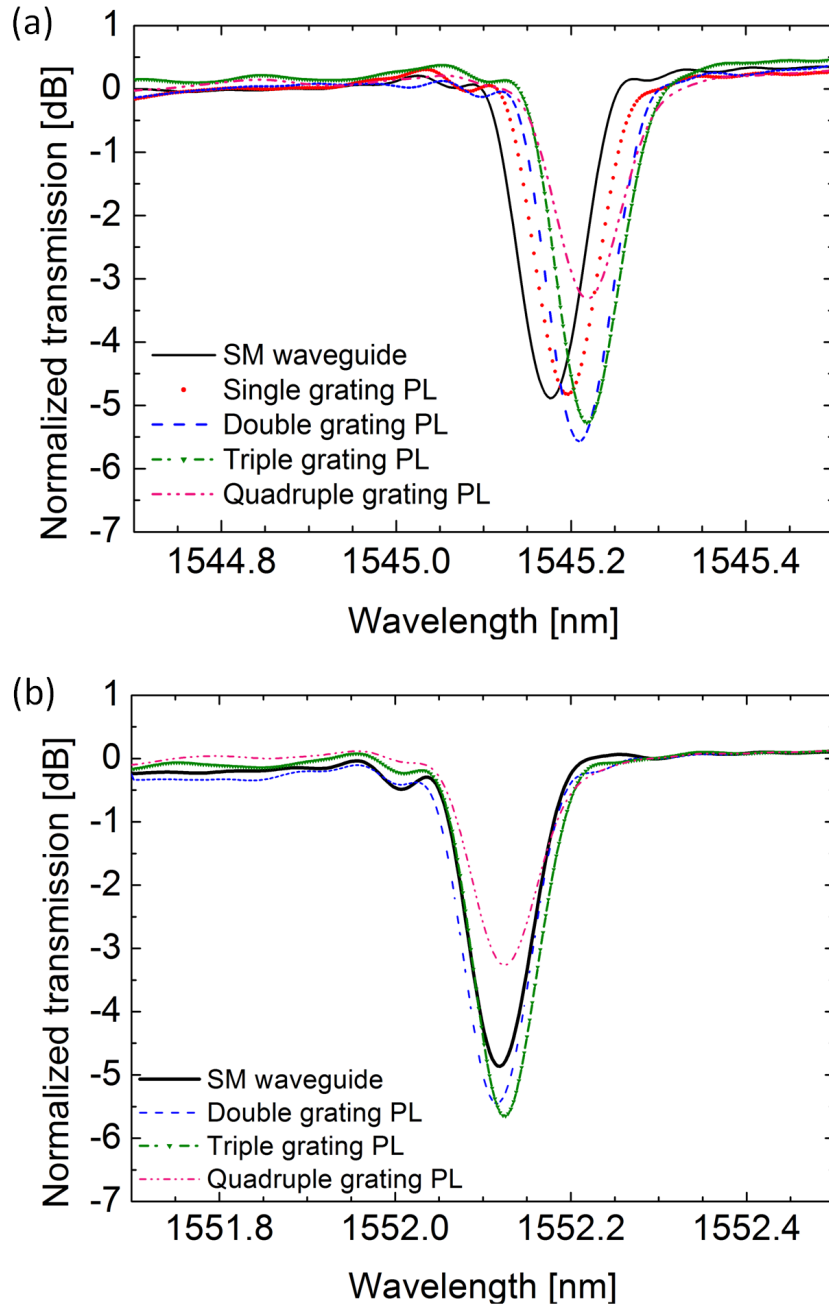 (a)
1
0
-1
-2
-3
-4
-5
-6
-7
Normalized transmission [dB]
SM waveguide
Single grating PL
Double grating PL
Triple grating PL
Quadruple grating PL
1544.8 1545.0 1545.2 1545.4
Wavelength [nm]
(b)
1
0
-1
-2
-3
-4
-5
-6
-7
Normalized transmission [dB]
SM waveguide
Double grating PL
Triple grating PL
Quadruple grating PL
1551.8 1552.0 1552.2 1552.4
Wavelength [nm]